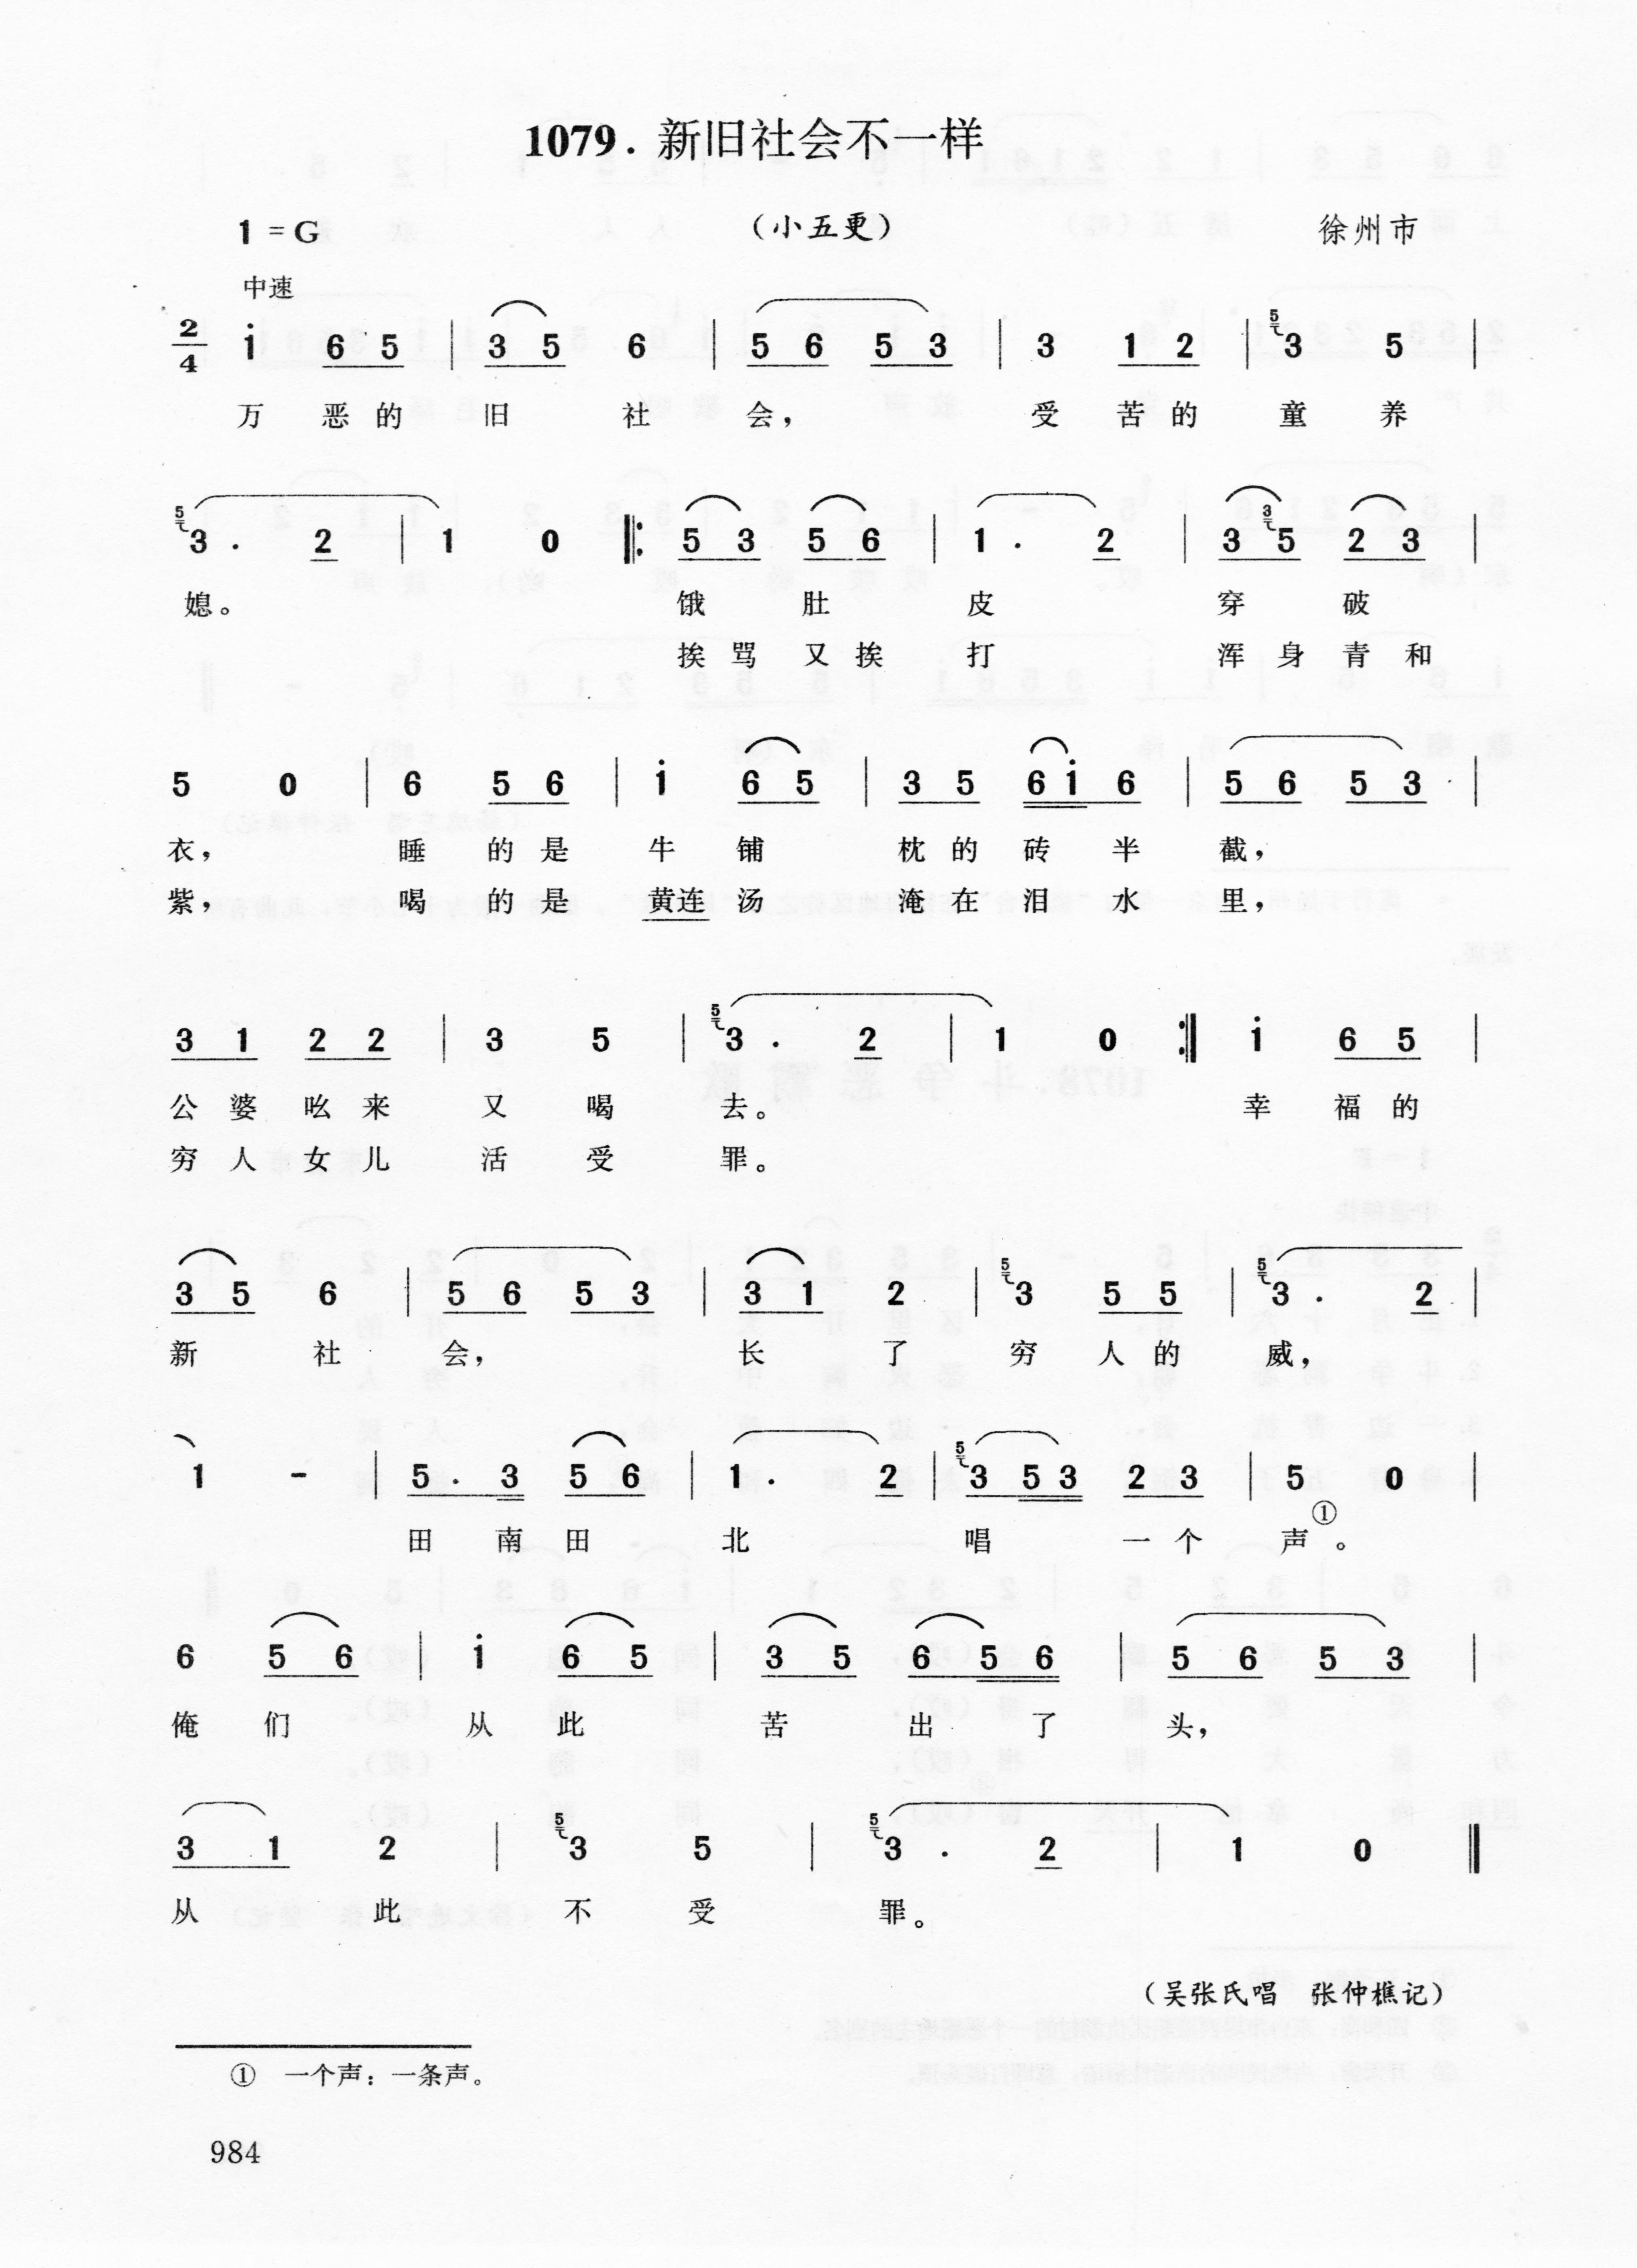 1079. 新旧社会不一样
1 = G （小五更） 徐州市
中速
2/4 i 6 5 | 3 5 6 | 5 6 5 3 | 3 1 2 | 5 3 5 |
万 恶 的 旧 社 会， 受 苦 的 童 养
5 3 . 2 | 1 0 ‖: 5 3 5 6 | 1 . 2 | 3 3 5 2 3 |
媳。 饿 肚 皮 穿 破
挨 骂 又 挨 打 浑 身 青 和
5 0 | 6 5 6 | i 6 5 | 3 5 6 i 6 | 5 6 5 3 |
衣， 睡 的 是 牛 铺 枕 的 砖 半 截，
紫， 喝 的 是 黄连 汤 淹 在 泪 水 里，
3 1 2 2 | 3 5 | 5 3 . 2 | 1 0 :‖ i 6 5 |
公 婆 吆 来 又 喝 去。 幸 福 的
穷 人 女 儿 活 受 罪。
3 5 6 | 5 6 5 3 | 3 1 2 | 5 3 5 5 | 5 3 . 2 |
新 社 会， 长 了 穷 人 的 威，
1 - | 5 . 3 5 6 | 1 . 2 | 5 3 5 3 2 3 | 5 0 |
田 南 田 北 唱 一 个 声①。
6 5 6 | i 6 5 | 3 5 6 5 6 | 5 6 5 3 |
俺 们 从 此 苦 出 了 头，
3 1 2 | 5 3 5 | 5 3 . 2 | 1 0 ‖
从 此 不 受 罪。
（吴张氏唱 张仲樵记）
① 一个声：一条声。
984